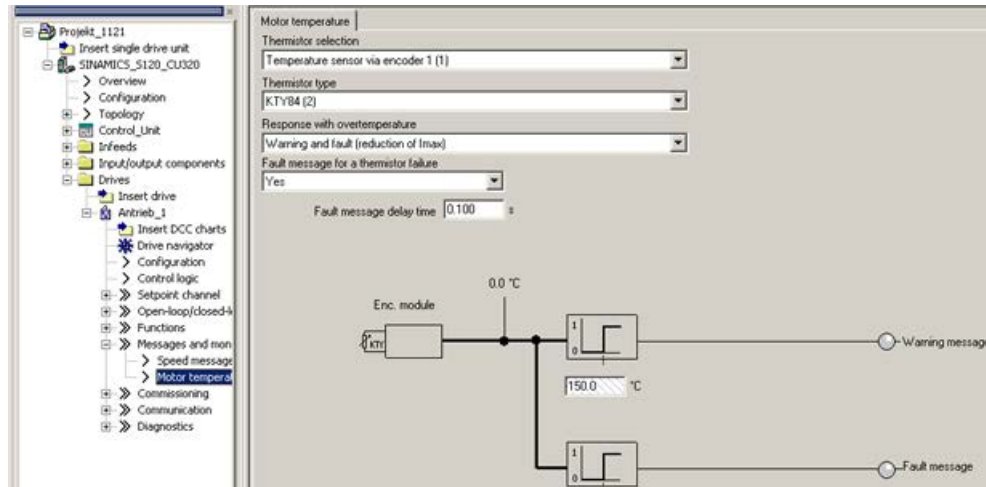 Projekt_1121
Insert single drive unit
SINAMICS_S120_CU320
Overview
Configuration
Topology
Control_Unit
Infeeds
Input/output components
Drives
Insert drive
Antrieb_1
Insert DCC charts
Drive navigator
Configuration
Control logic
Setpoint channel
Open-loop/closed-l
Functions
Messages and mon
Speed message
Motor temperat
Commissioning
Communication
Diagnostics
Motor temperature
Thermistor selection
Temperature sensor via encoder 1 (1)
Thermistor type
KTY84 (2)
Response with overtemperature
Warning and fault (reduction of Imax)
Fault message for a thermistor failure
Yes
Fault message delay time 0.100 s
0.0 °C
Enc. module
KTY
1
0
Warning message
150.0 °C
1
0
Fault message